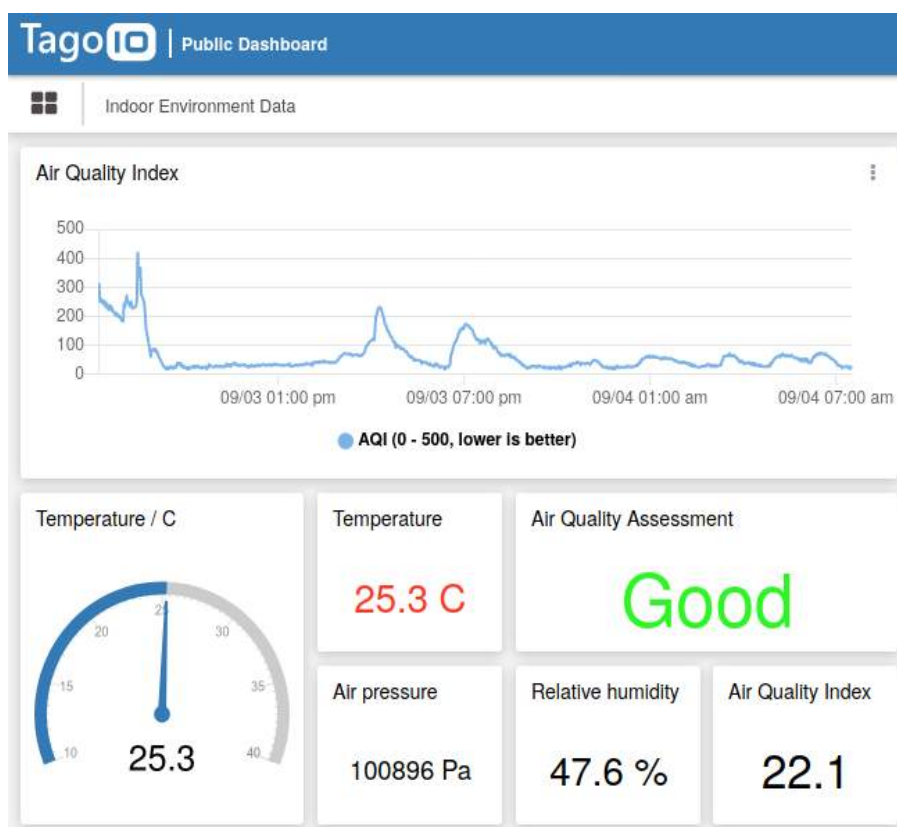 TagoIO | Public Dashboard
Indoor Environment Data
Air Quality Index
500
400
300
200
100
0
09/03 01:00 pm 09/03 07:00 pm 09/04 01:00 am 09/04 07:00 am
AQI (0 - 500, lower is better)
Temperature / C
10
15
20
25
30
35
40
25.3
Temperature
25.3 C
Air Quality Assessment
Good
Air pressure
100896 Pa
Relative humidity
47.6 %
Air Quality Index
22.1